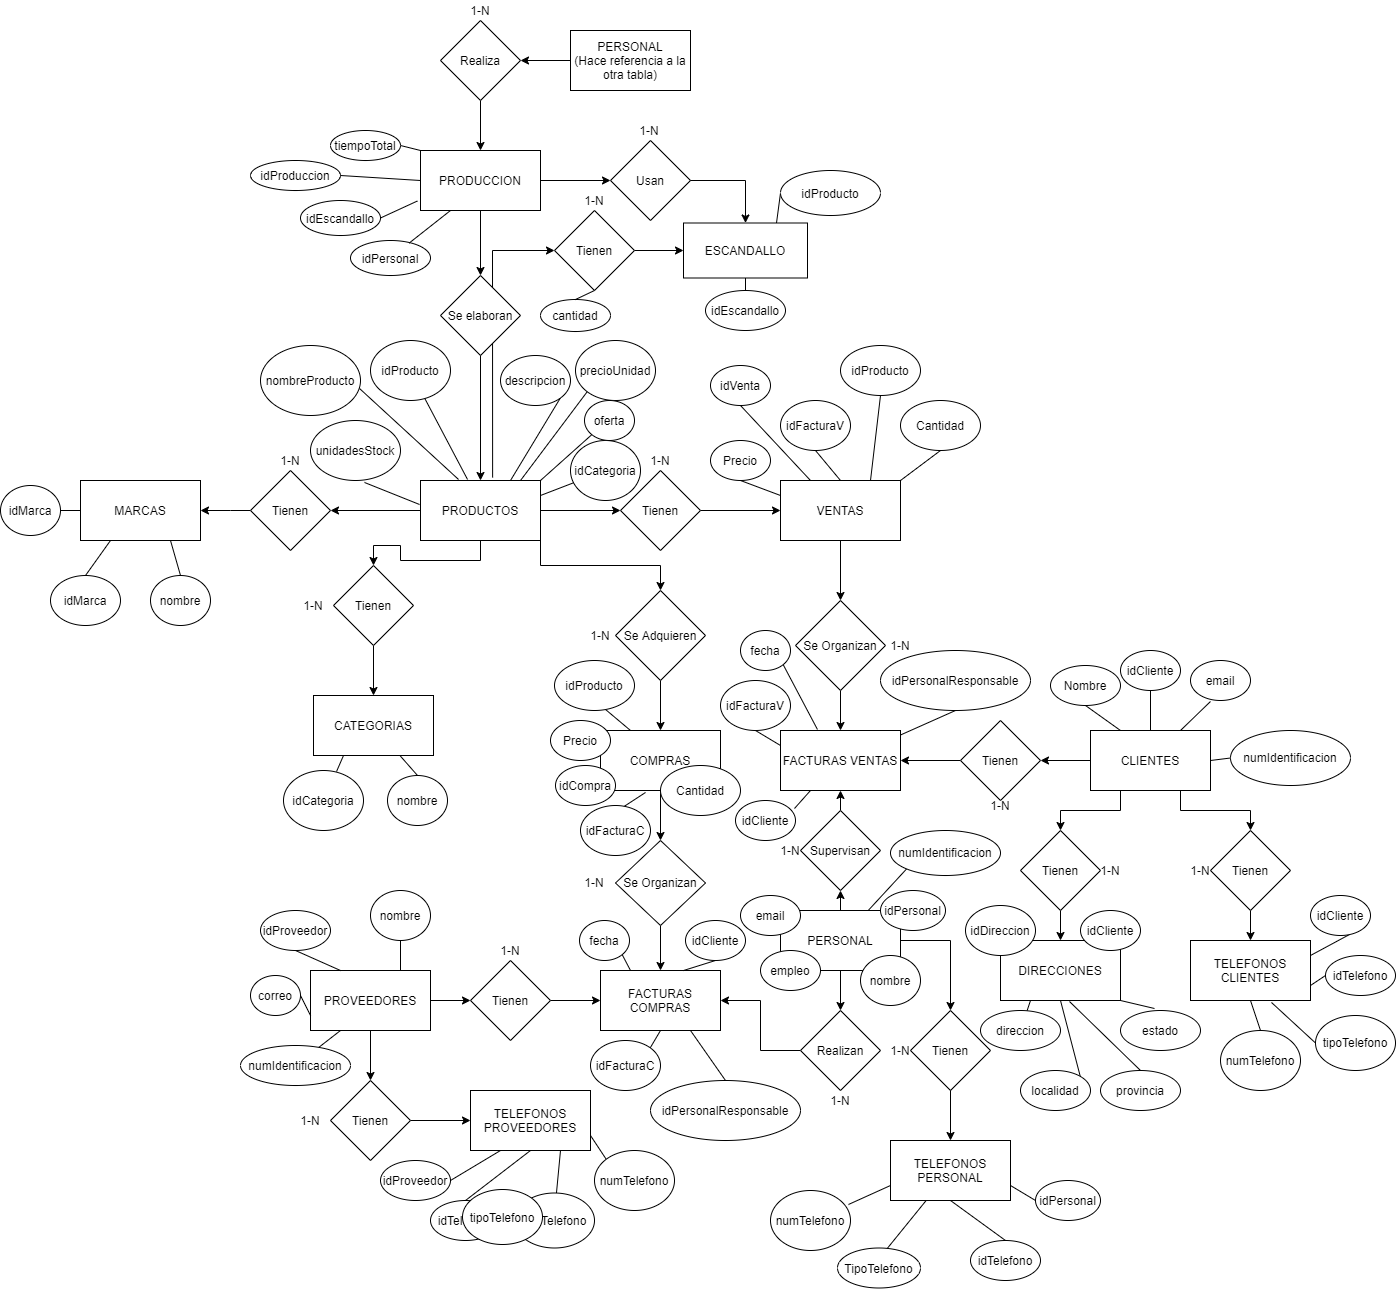 1-N
Realiza
PERSONAL
(Hace referencia a la
otra tabla)
tiempoTotal
1-N
idProduccion
PRODUCCION
Usan
idProducto
idEscandallo
1-N
idPersonal
Tienen
ESCANDALLO
cantidad
idEscandallo
Se elaboran
nombreProducto
idProducto
descripcion
precioUnidad
idVenta
idProducto
oferta
idFacturaV
Cantidad
unidadesStock
idCategoria
1-N
1-N
Precio
idMarca
MARCAS
Tienen
PRODUCTOS
Tienen
VENTAS
idMarca
nombre
1-N
Tienen
1-N
Se Adquieren
Se Organizan
1-N
fecha
idPersonalResponsable
idProducto
idFacturaV
Nombre
idCliente
email
CATEGORIAS
Precio
COMPRAS
FACTURAS VENTAS
Tienen
CLIENTES
numIdentificacion
idCategoria
nombre
idCompra
Cantidad
1-N
idFacturaC
idCliente
1-N
Supervisan
numIdentificacion
1-N
Se Organizan
Tienen
1-N
1-N
Tienen
idProveedor
nombre
email
idPersonal
idDireccion
idCliente
idCliente
1-N
fecha
idCliente
PERSONAL
empleo
nombre
DIRECCIONES
TELEFONOS
CLIENTES
idTelefono
correo
PROVEEDORES
Tienen
FACTURAS
COMPRAS
direccion
estado
tipoTelefono
numIdentificacion
idFacturaC
Realizan
1-N
1-N
Tienen
localidad
provincia
numTelefono
idPersonalResponsable
1-N
Tienen
TELEFONOS
PROVEEDORES
idProveedor
numTelefono
TELEFONOS
PERSONAL
idTel
tipoTelefono
Telefono
numTelefono
idPersonal
TipoTelefono
idTelefono